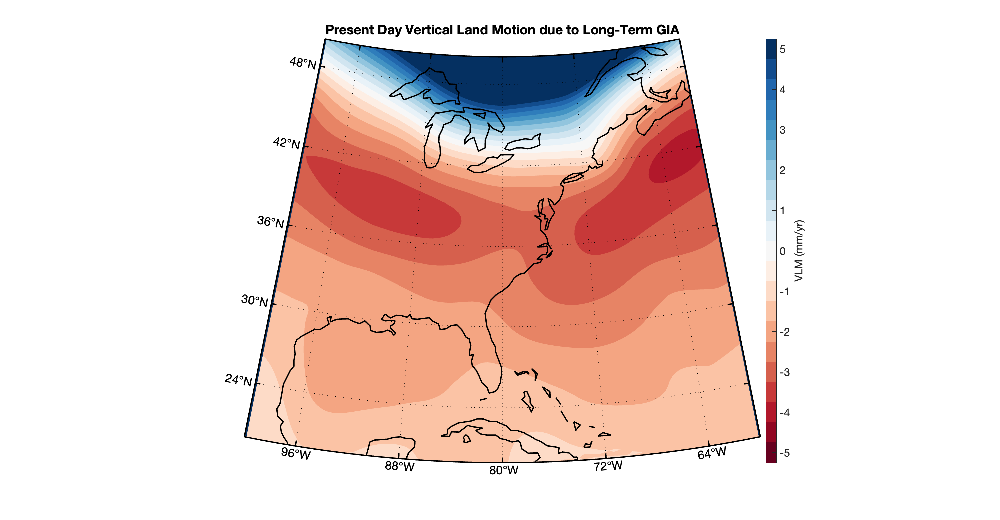 Present Day Vertical Land Motion due to Long-Term GIA
48°N
42°N
36°N
30°N
24°N
96°W
88°W
80°W
72°W
64°W
5
4
3
2
1
0
-1
-2
-3
-4
-5
VLM (mm/yr)